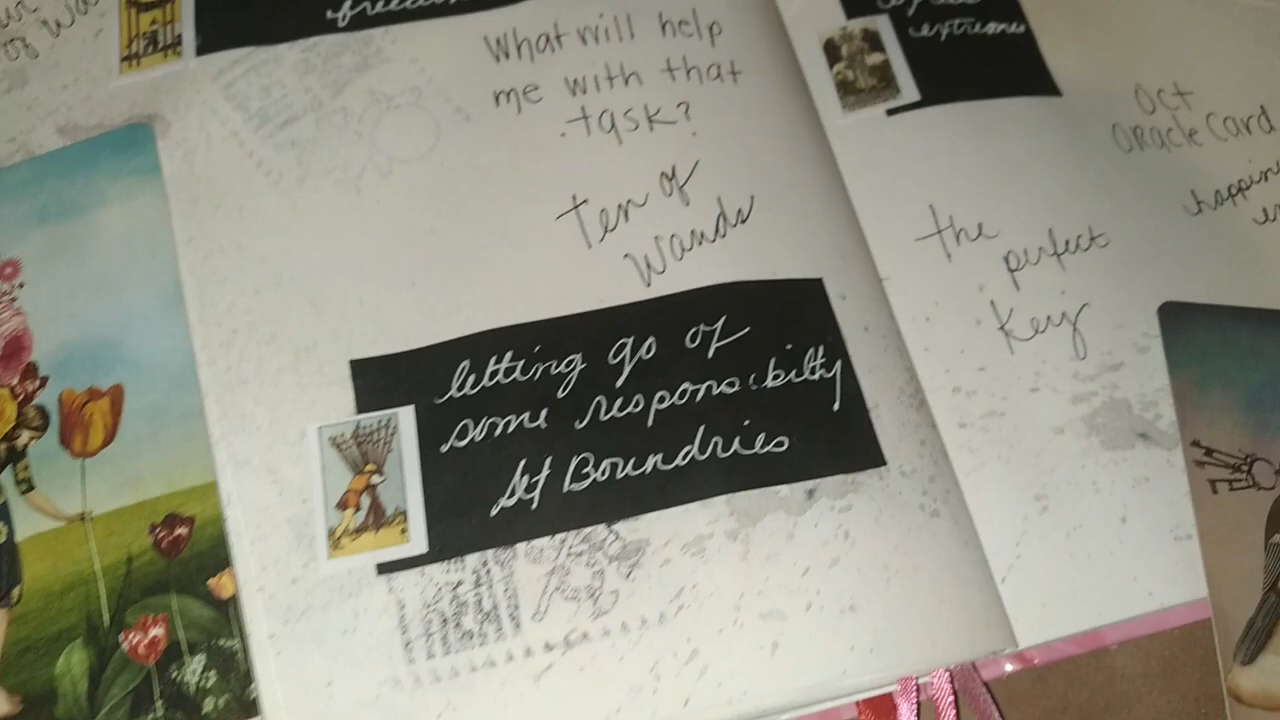 What will help
me with that
task?
Ten of
Wands
letting go of
some responsibilty
set Boundries
extremes
Oct
Oracle Card
the
perfect
Key